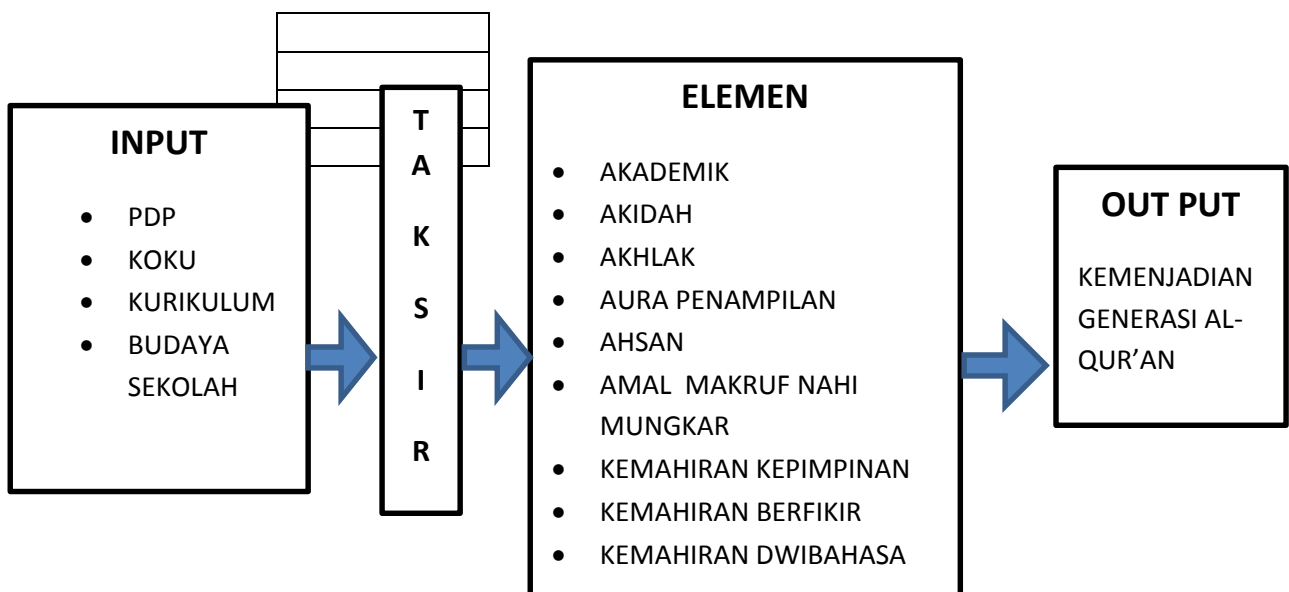 INPUT
• PDP
• KOKU
• KURIKULUM
• BUDAYA
SEKOLAH
T
A
K
S
I
R
ELEMEN
• AKADEMIK
• AKIDAH
• AKHLAK
• AURA PENAMPILAN
• AHSAN
• AMAL MAKRUF NAHI
MUNGKAR
• KEMAHIRAN KEPIMPINAN
• KEMAHIRAN BERFIKIR
• KEMAHIRAN DWIBAHASA
OUT PUT
KEMENJADIAN
GENERASI AL-
QUR’AN